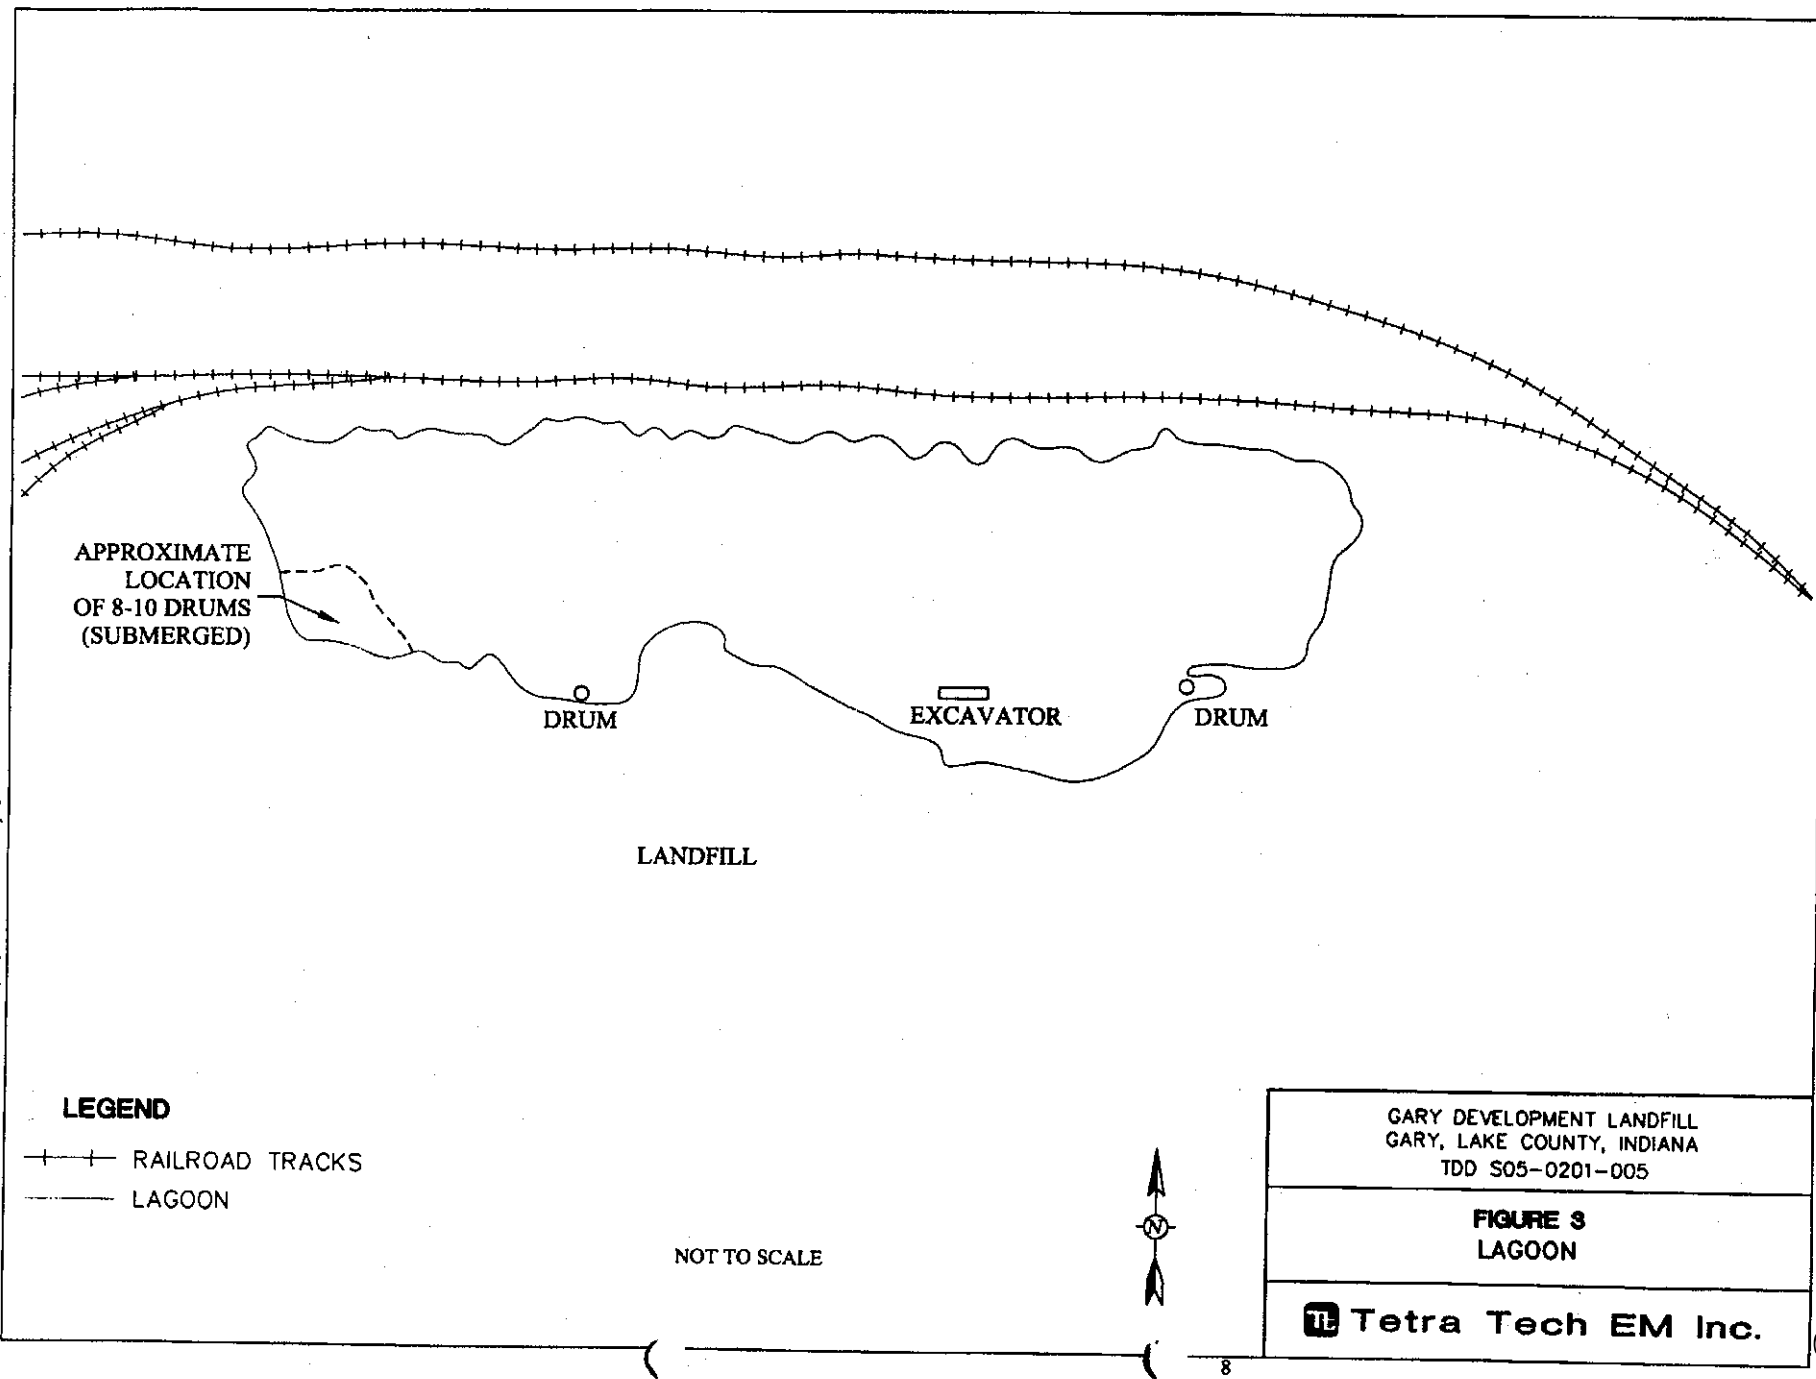 APPROXIMATE
LOCATION
OF 8-10 DRUMS
(SUBMERGED)
DRUM
EXCAVATOR
DRUM
LANDFILL
LEGEND
RAILROAD TRACKS
LAGOON
NOT TO SCALE
N
GARY DEVELOPMENT LANDFILL
GARY, LAKE COUNTY, INDIANA
TDD S05-0201-005
FIGURE 3
LAGOON
Tt Tetra Tech EM Inc.
8